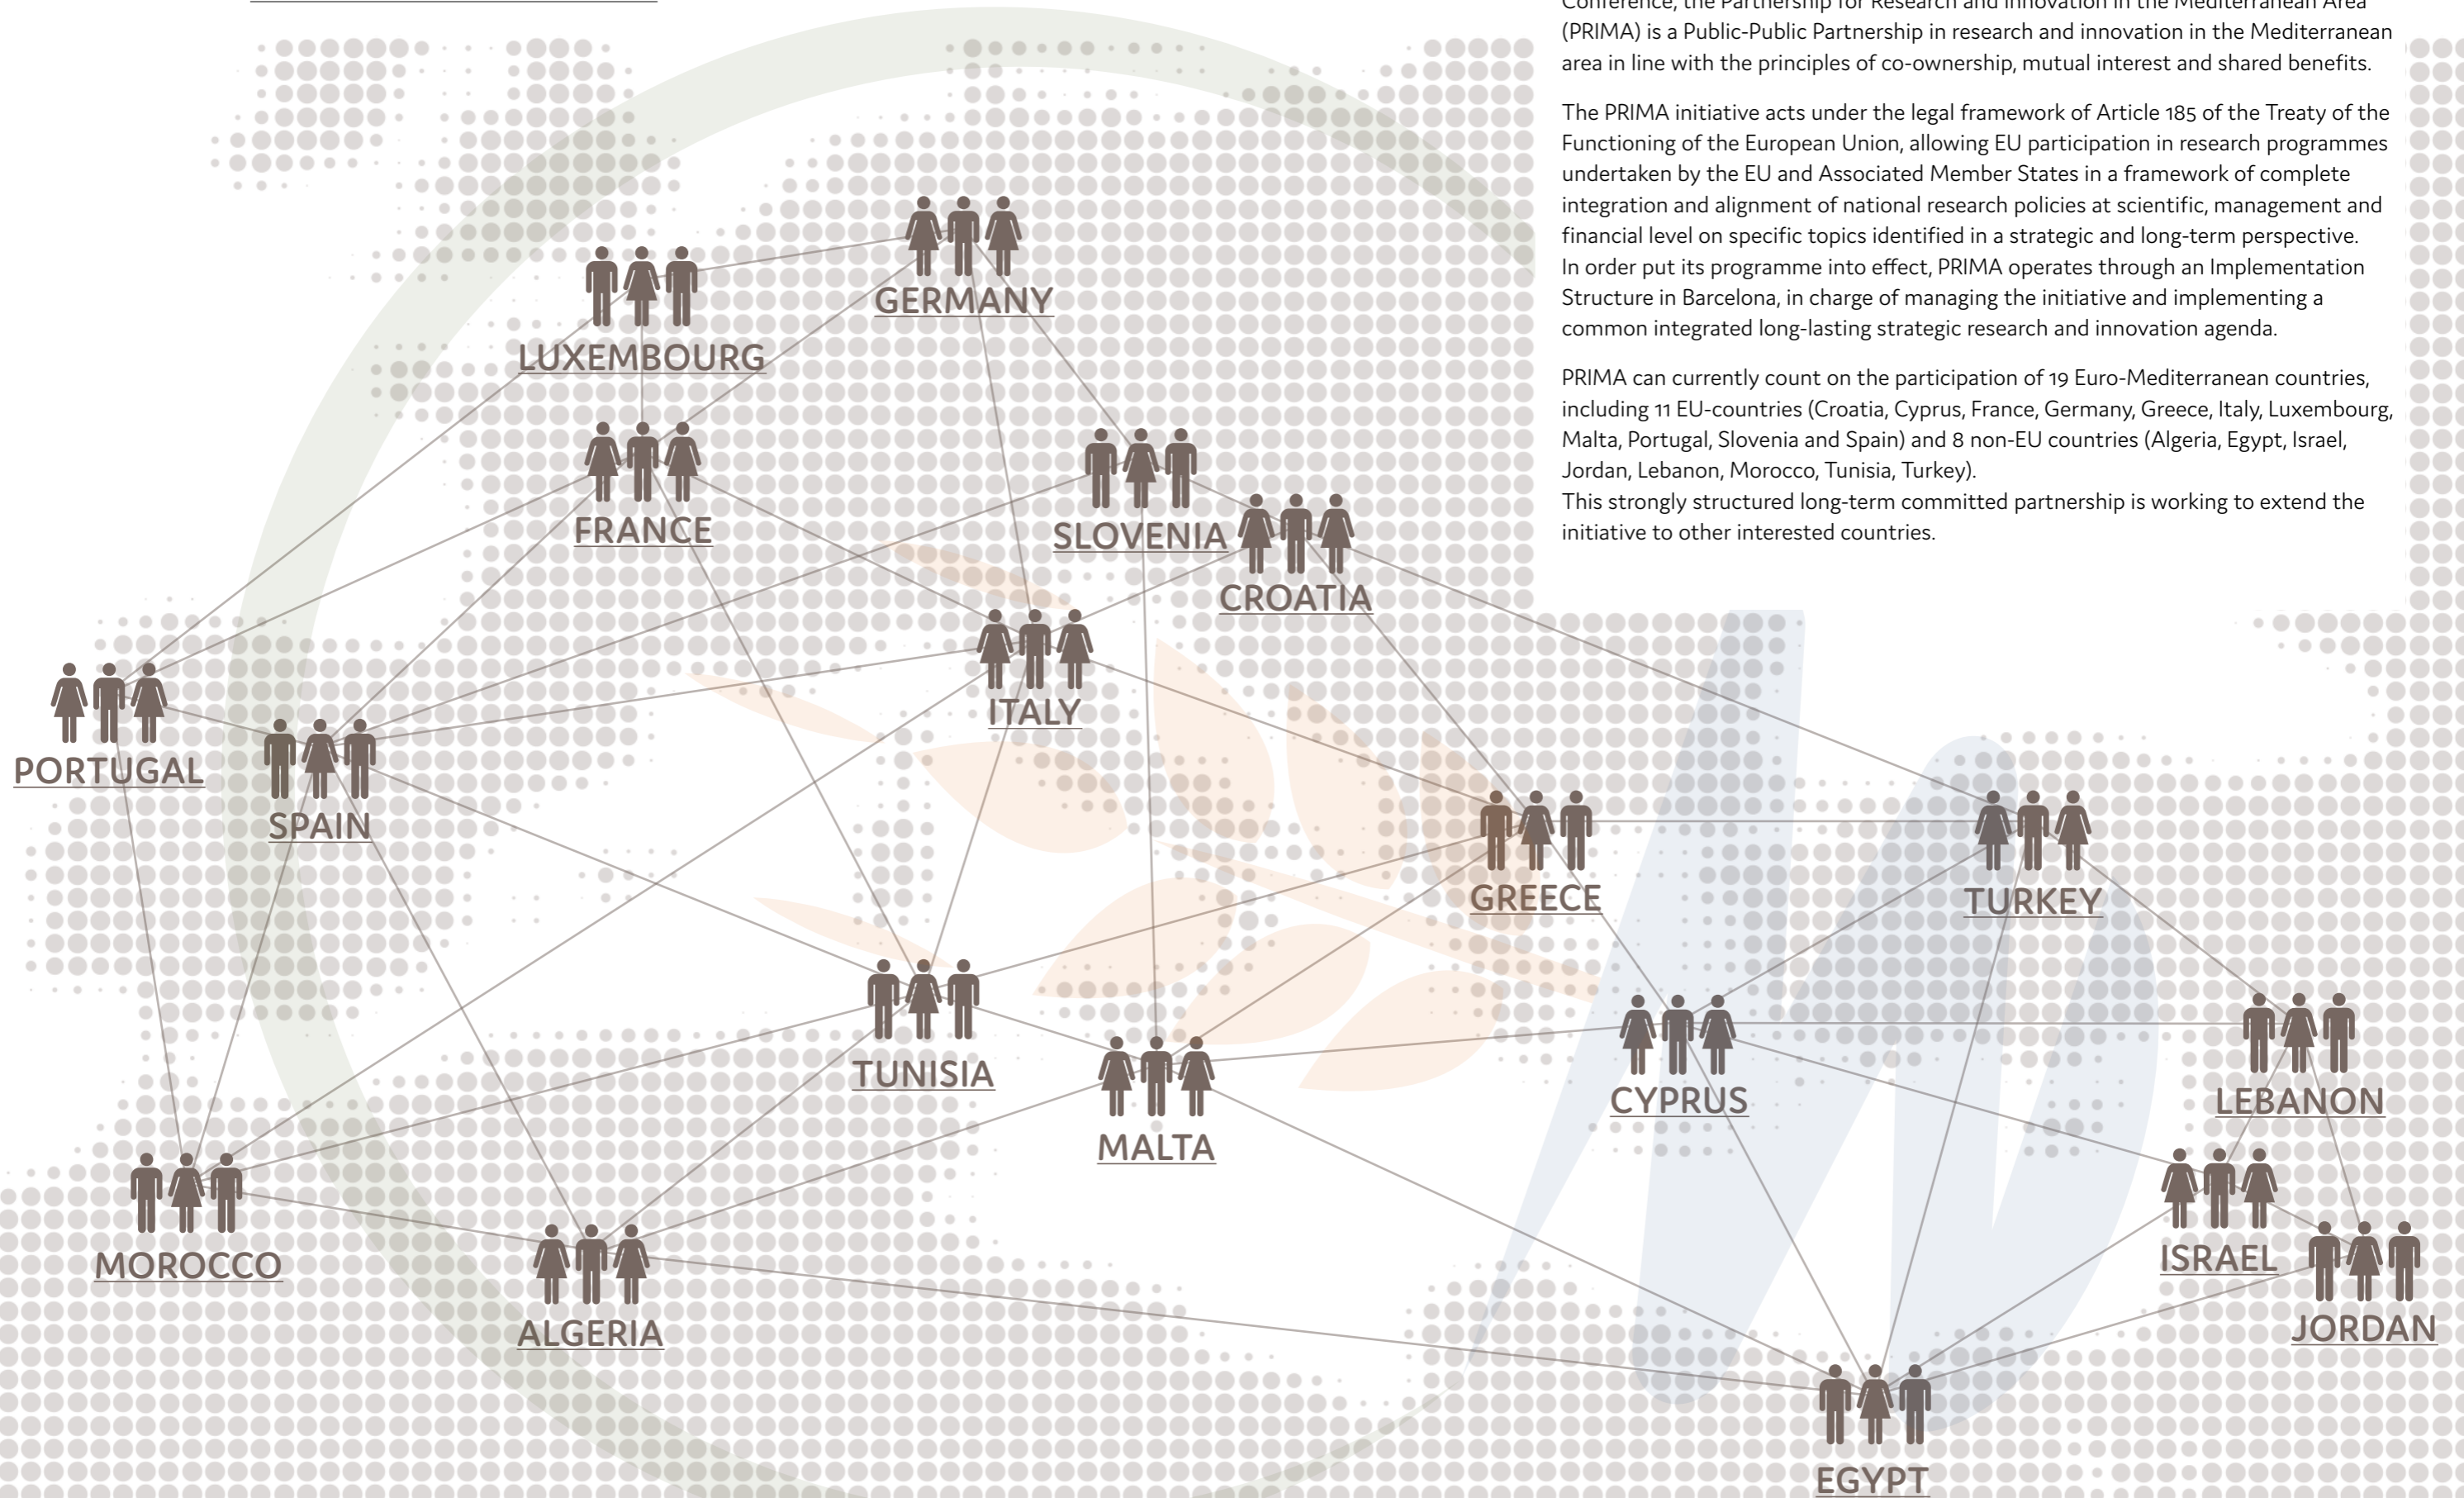 Conference, the Partnership for Research and Innovation in the Mediterranean Area
(PRIMA) is a Public-Public Partnership in research and innovation in the Mediterranean
area in line with the principles of co-ownership, mutual interest and shared benefits.
The PRIMA initiative acts under the legal framework of Article 185 of the Treaty of the
Functioning of the European Union, allowing EU participation in research programmes
undertaken by the EU and Associated Member States in a framework of complete
integration and alignment of national research policies at scientific, management and
financial level on specific topics identified in a strategic and long-term perspective.
In order put its programme into effect, PRIMA operates through an Implementation
Structure in Barcelona, in charge of managing the initiative and implementing a
common integrated long-lasting strategic research and innovation agenda.
PRIMA can currently count on the participation of 19 Euro-Mediterranean countries,
including 11 EU-countries (Croatia, Cyprus, France, Germany, Greece, Italy, Luxembourg,
Malta, Portugal, Slovenia and Spain) and 8 non-EU countries (Algeria, Egypt, Israel,
Jordan, Lebanon, Morocco, Tunisia, Turkey).
This strongly structured long-term committed partnership is working to extend the
initiative to other interested countries.
GERMANY
LUXEMBOURG
FRANCE
SLOVENIA
CROATIA
ITALY
PORTUGAL
SPAIN
GREECE
TURKEY
TUNISIA
CYPRUS
LEBANON
MALTA
MOROCCO
ISRAEL
ALGERIA
JORDAN
EGYPT